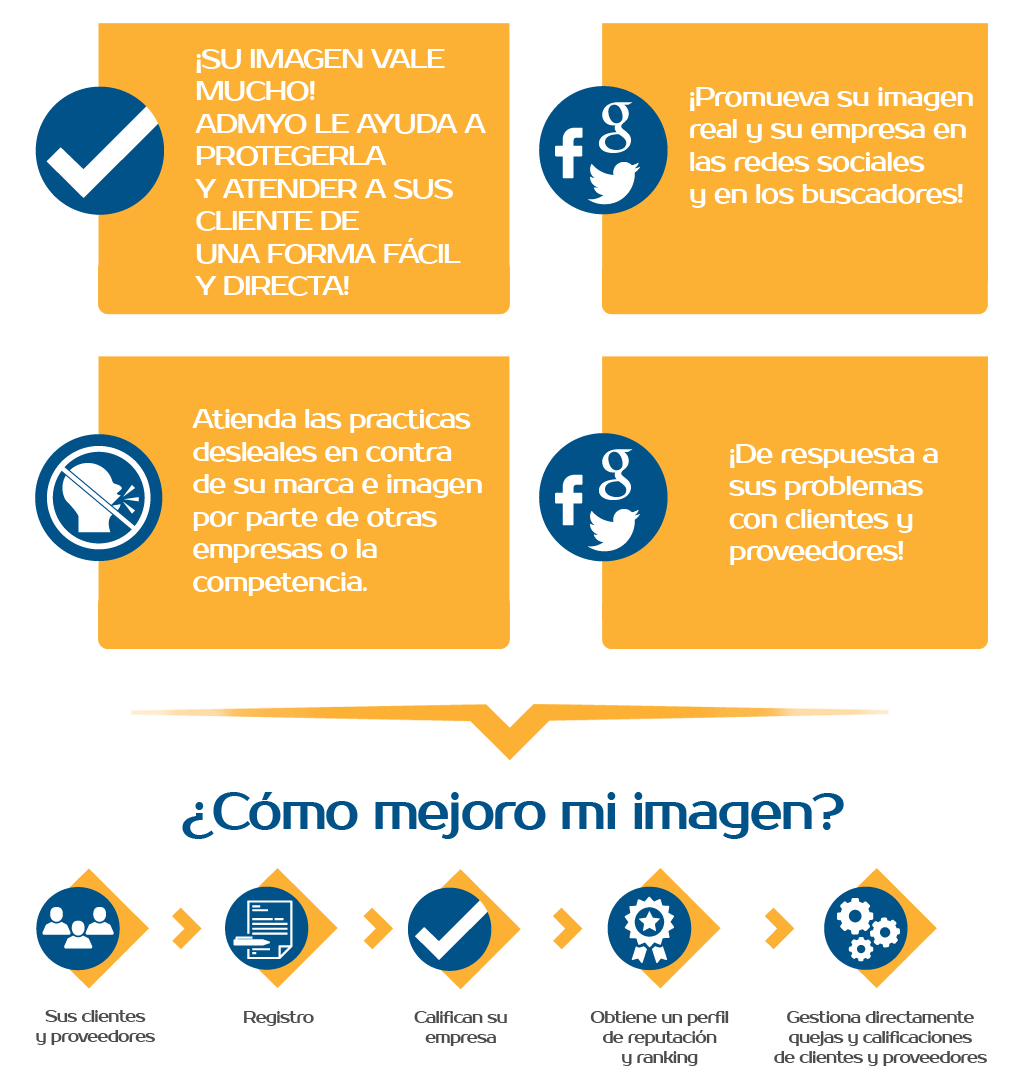 ¡SU IMAGEN VALE
MUCHO!
ADMYO LE AYUDA A
PROTEGERLA
Y ATENDER A SUS
CLIENTE DE
UNA FORMA FÁCIL
Y DIRECTA!
¡Promueva su imagen
real y su empresa en
las redes sociales
y en los buscadores!
Atienda las practicas
desleales en contra
de su marca e imagen
por parte de otras
empresas o la
competencia.
¡De respuesta a
sus problemas
con clientes y
proveedores!
¿Cómo mejoro mi imagen?
Sus clientes
y proveedores
Registro
Califican su
empresa
Obtiene un perfil
de reputación
y ranking
Gestiona directamente
quejas y calificaciones
de clientes y proveedores